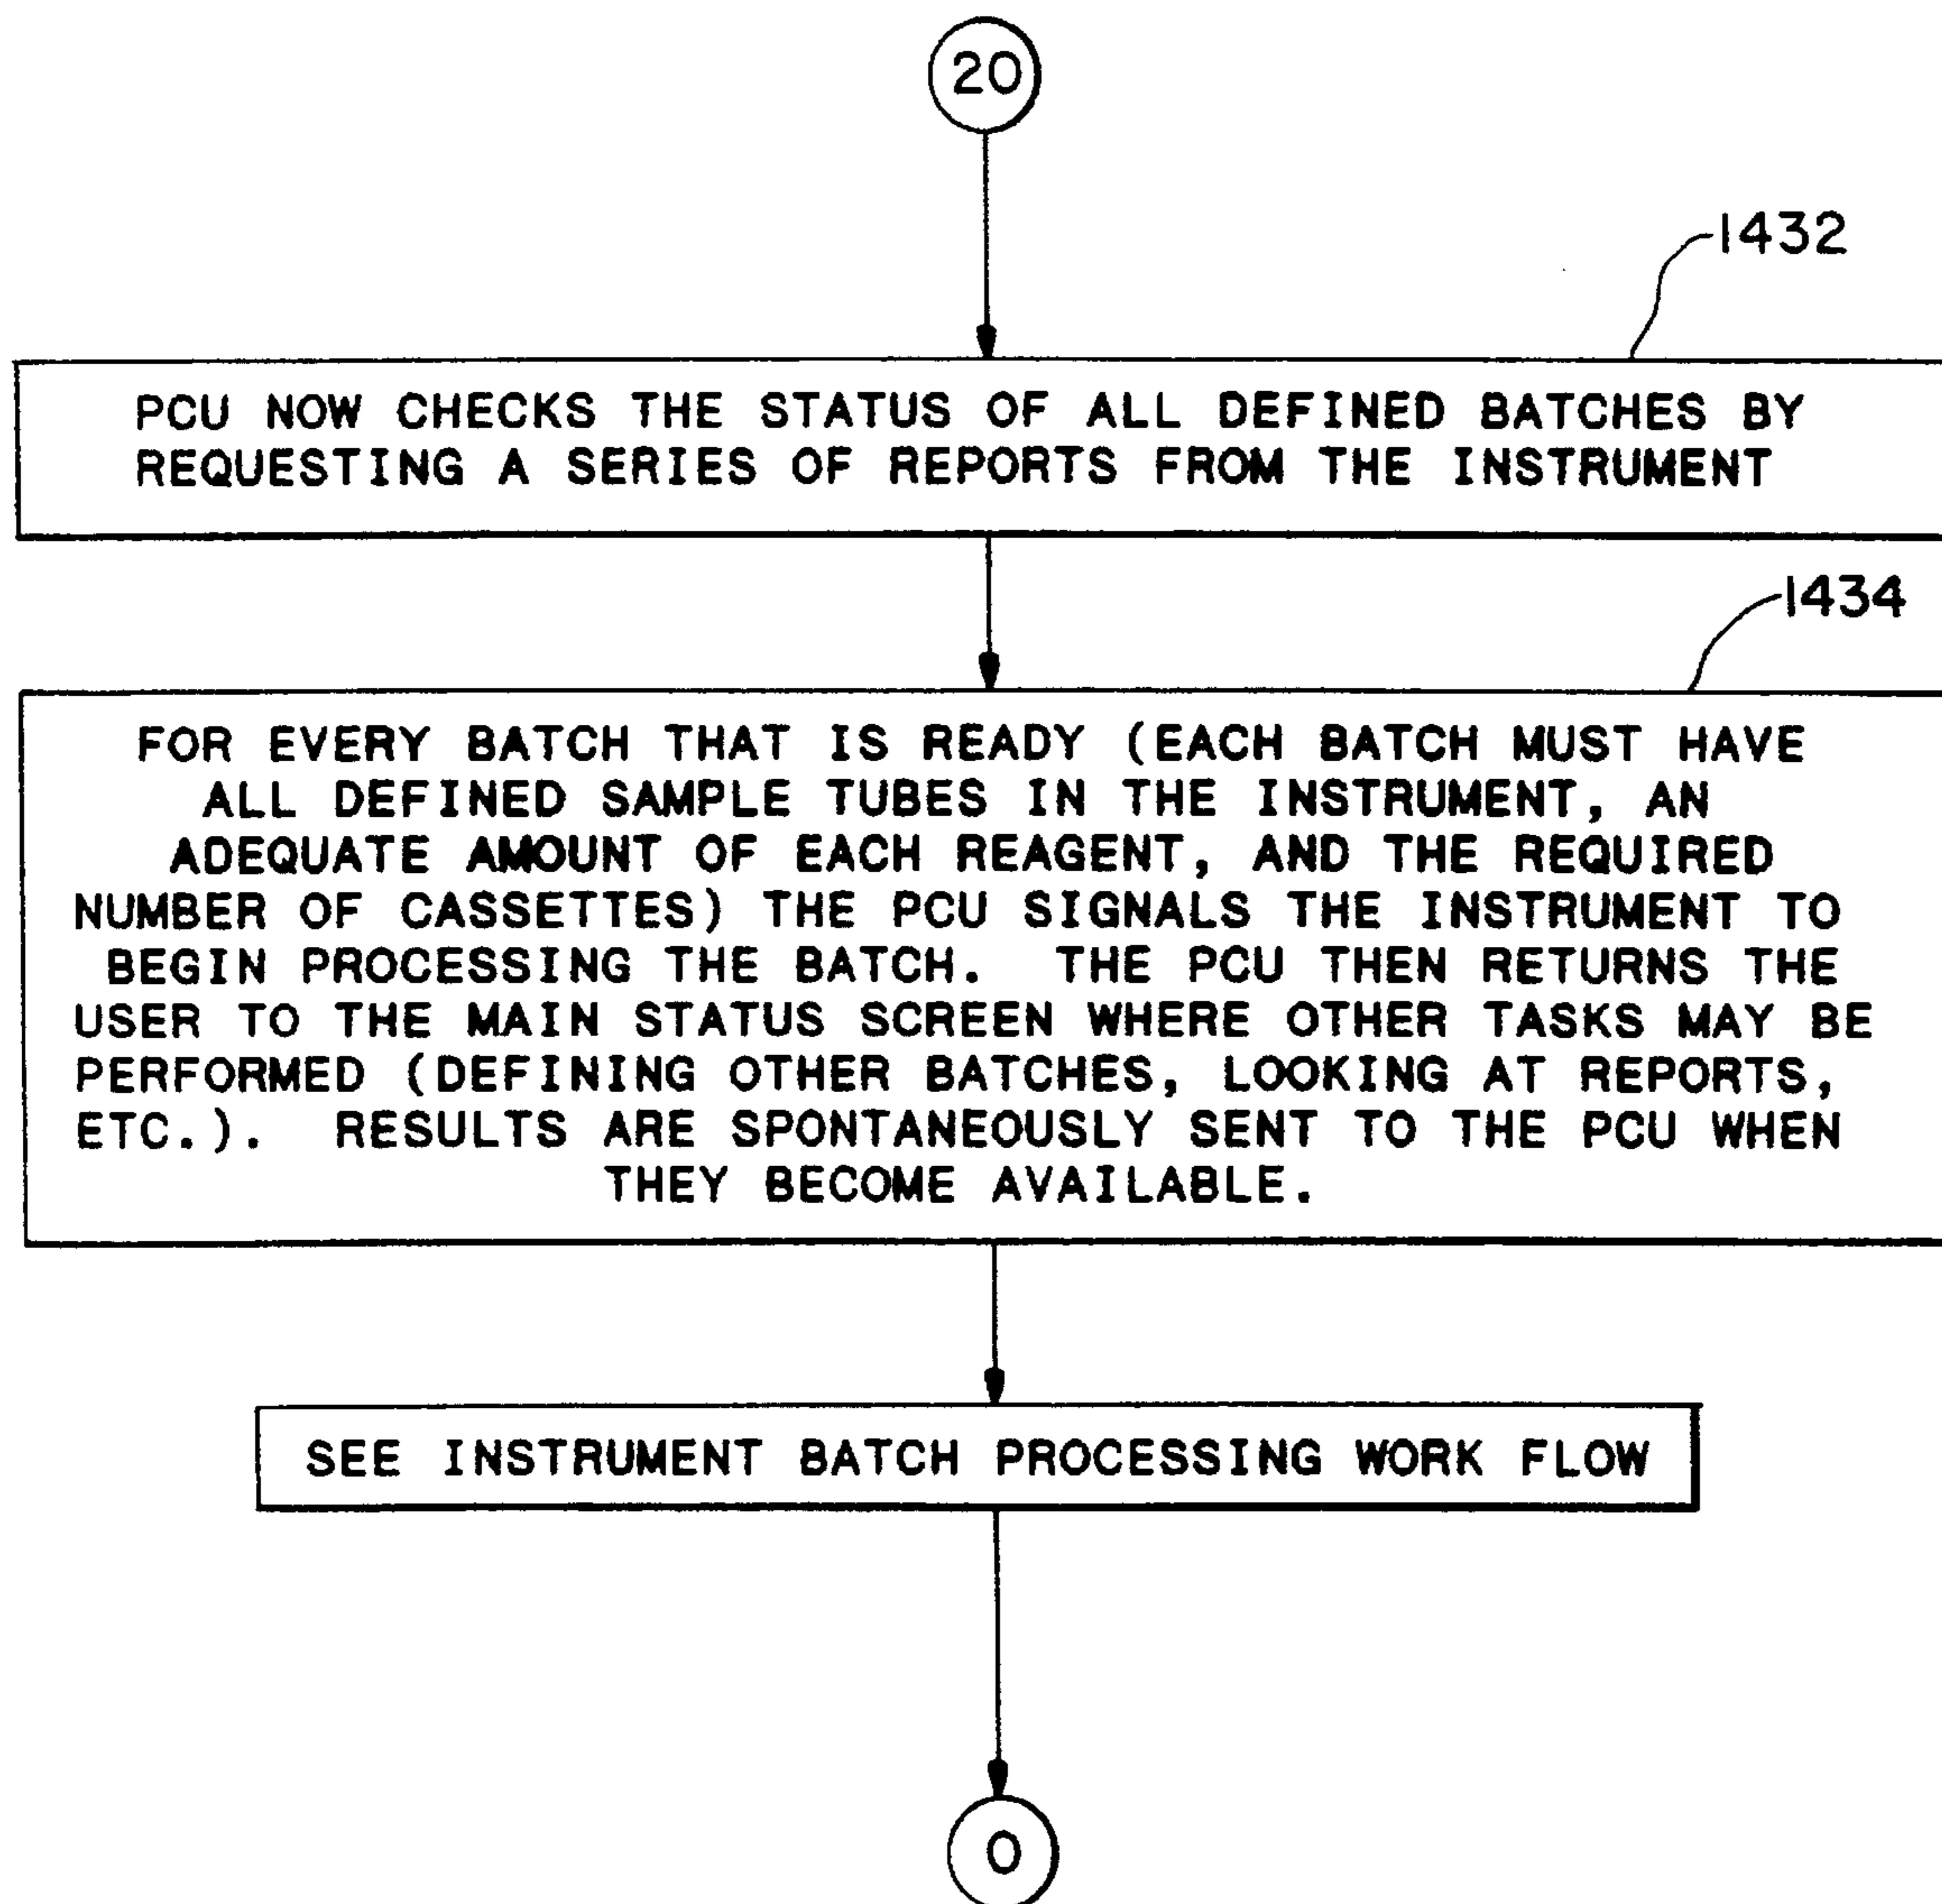 20
1432
PCU NOW CHECKS THE STATUS OF ALL DEFINED BATCHES BY
REQUESTING A SERIES OF REPORTS FROM THE INSTRUMENT
1434
FOR EVERY BATCH THAT IS READY (EACH BATCH MUST HAVE
ALL DEFINED SAMPLE TUBES IN THE INSTRUMENT, AN
ADEQUATE AMOUNT OF EACH REAGENT, AND THE REQUIRED
NUMBER OF CASSETTES) THE PCU SIGNALS THE INSTRUMENT TO
BEGIN PROCESSING THE BATCH. THE PCU THEN RETURNS THE
USER TO THE MAIN STATUS SCREEN WHERE OTHER TASKS MAY BE
PERFORMED (DEFINING OTHER BATCHES, LOOKING AT REPORTS,
ETC.). RESULTS ARE SPONTANEOUSLY SENT TO THE PCU WHEN
THEY BECOME AVAILABLE.
SEE INSTRUMENT BATCH PROCESSING WORK FLOW
O